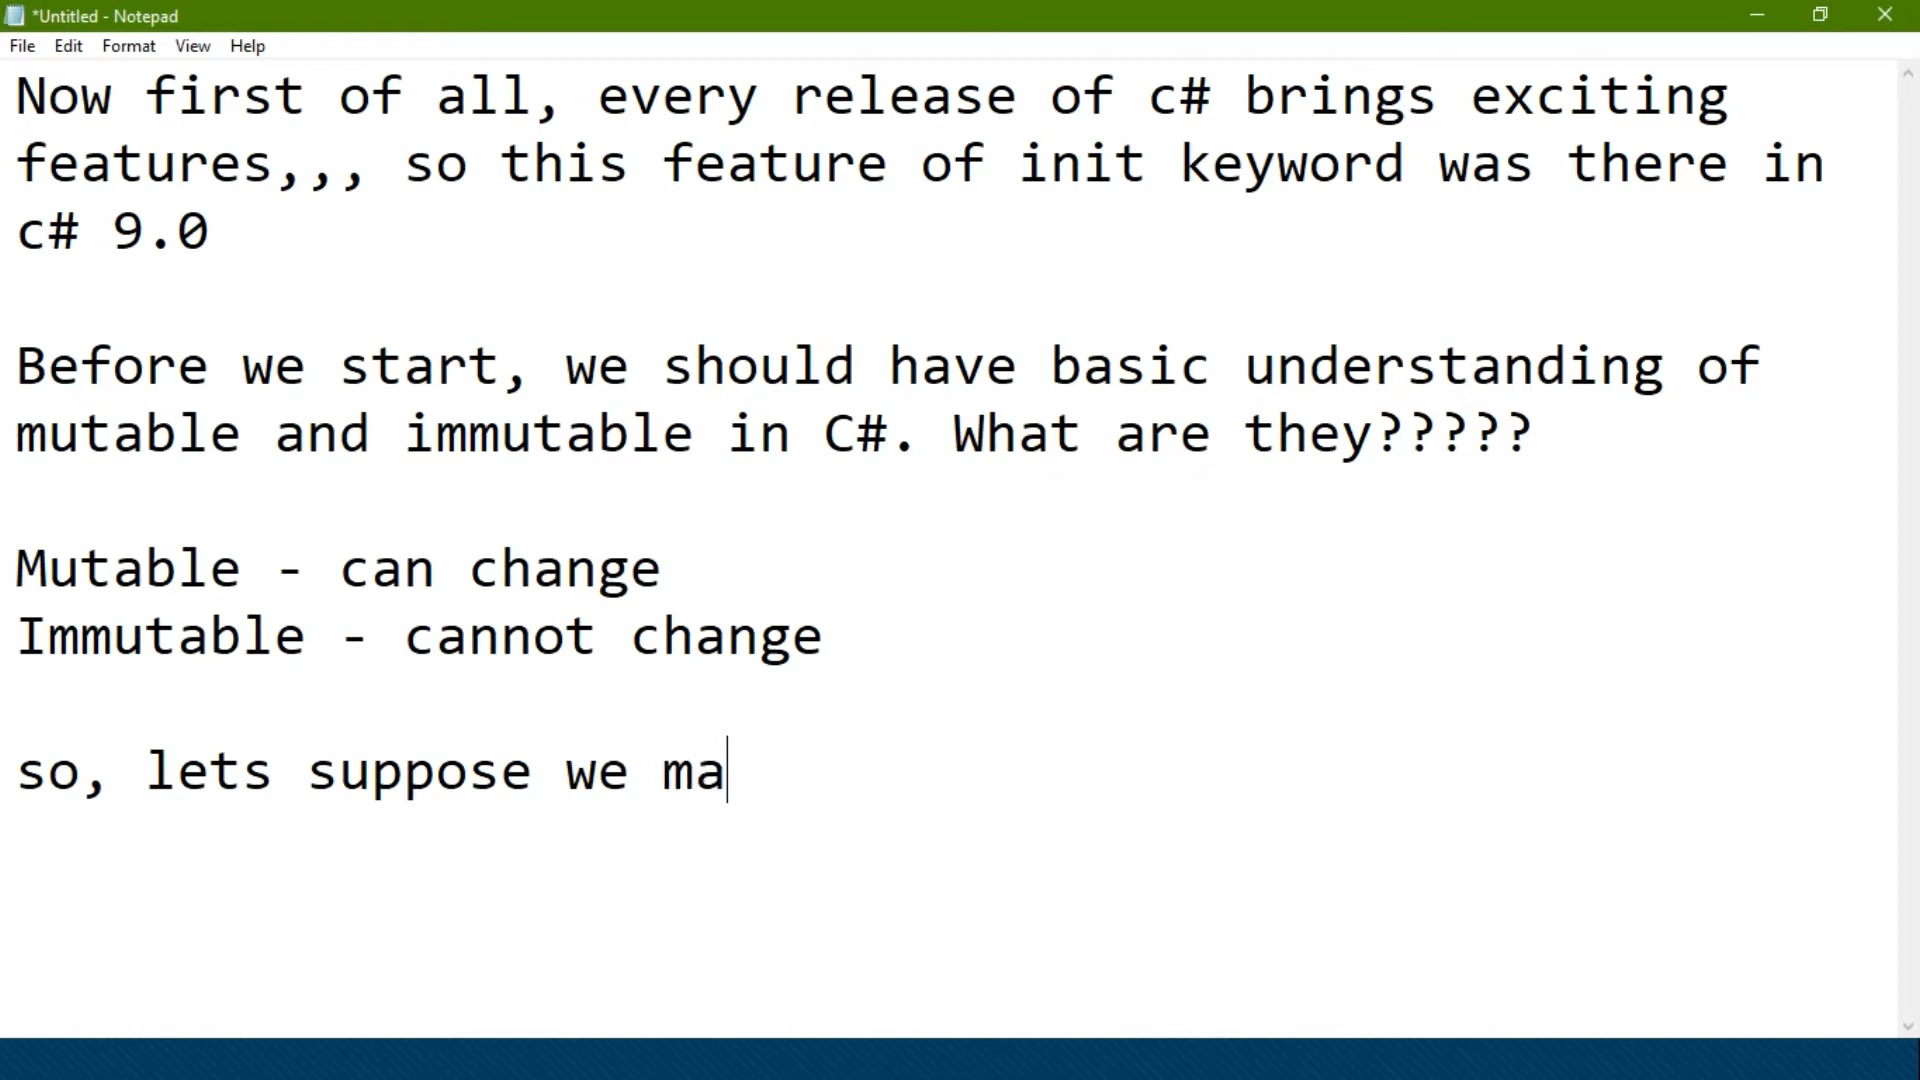 *Untitled - Notepad
File Edit Format View Help
Now first of all, every release of c# brings exciting
features,,, so this feature of init keyword was there in
c# 9.0
Before we start, we should have basic understanding of
mutable and immutable in C#. What are they?????
Mutable - can change
Immutable - cannot change
so, lets suppose we ma